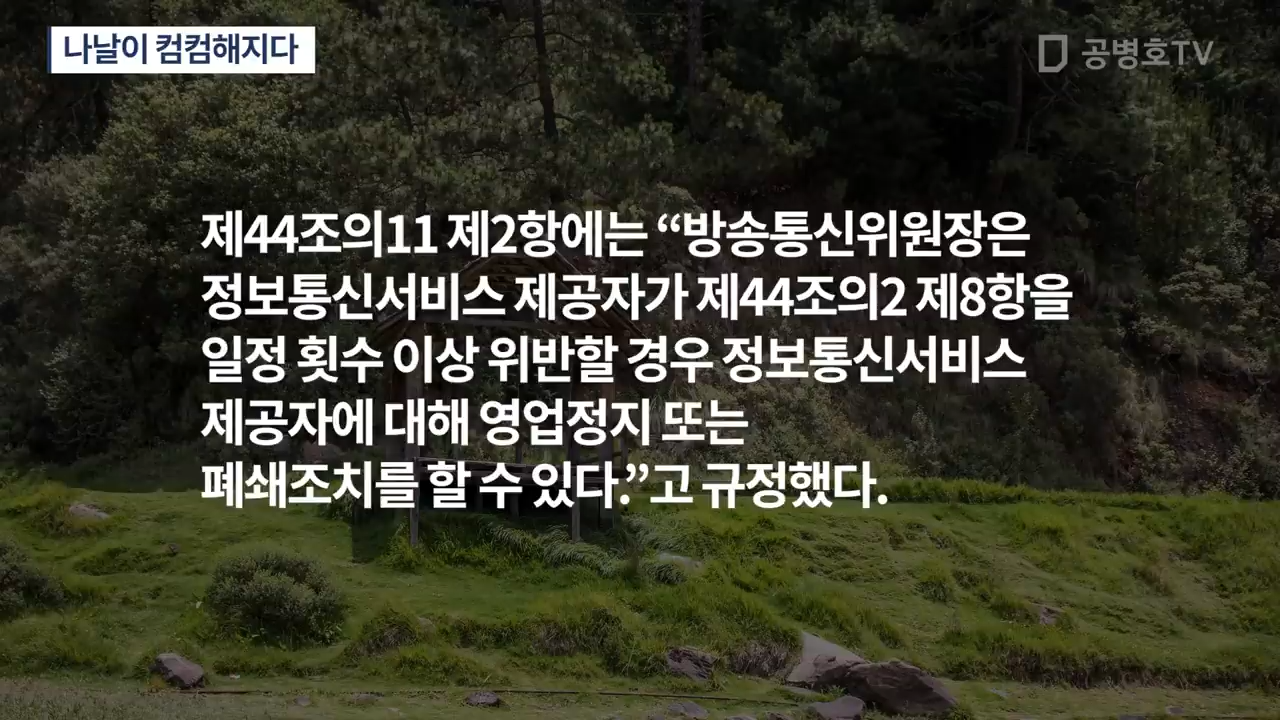 나날이 컴컴해지다
공병호TV
제44조의11 제2항에는 “방송통신위원장은
정보통신서비스 제공자가 제44조의2 제8항을
일정 횟수 이상 위반할 경우 정보통신서비스
제공자에 대해 영업정지 또는
폐쇄조치를 할 수 있다.”고 규정했다.